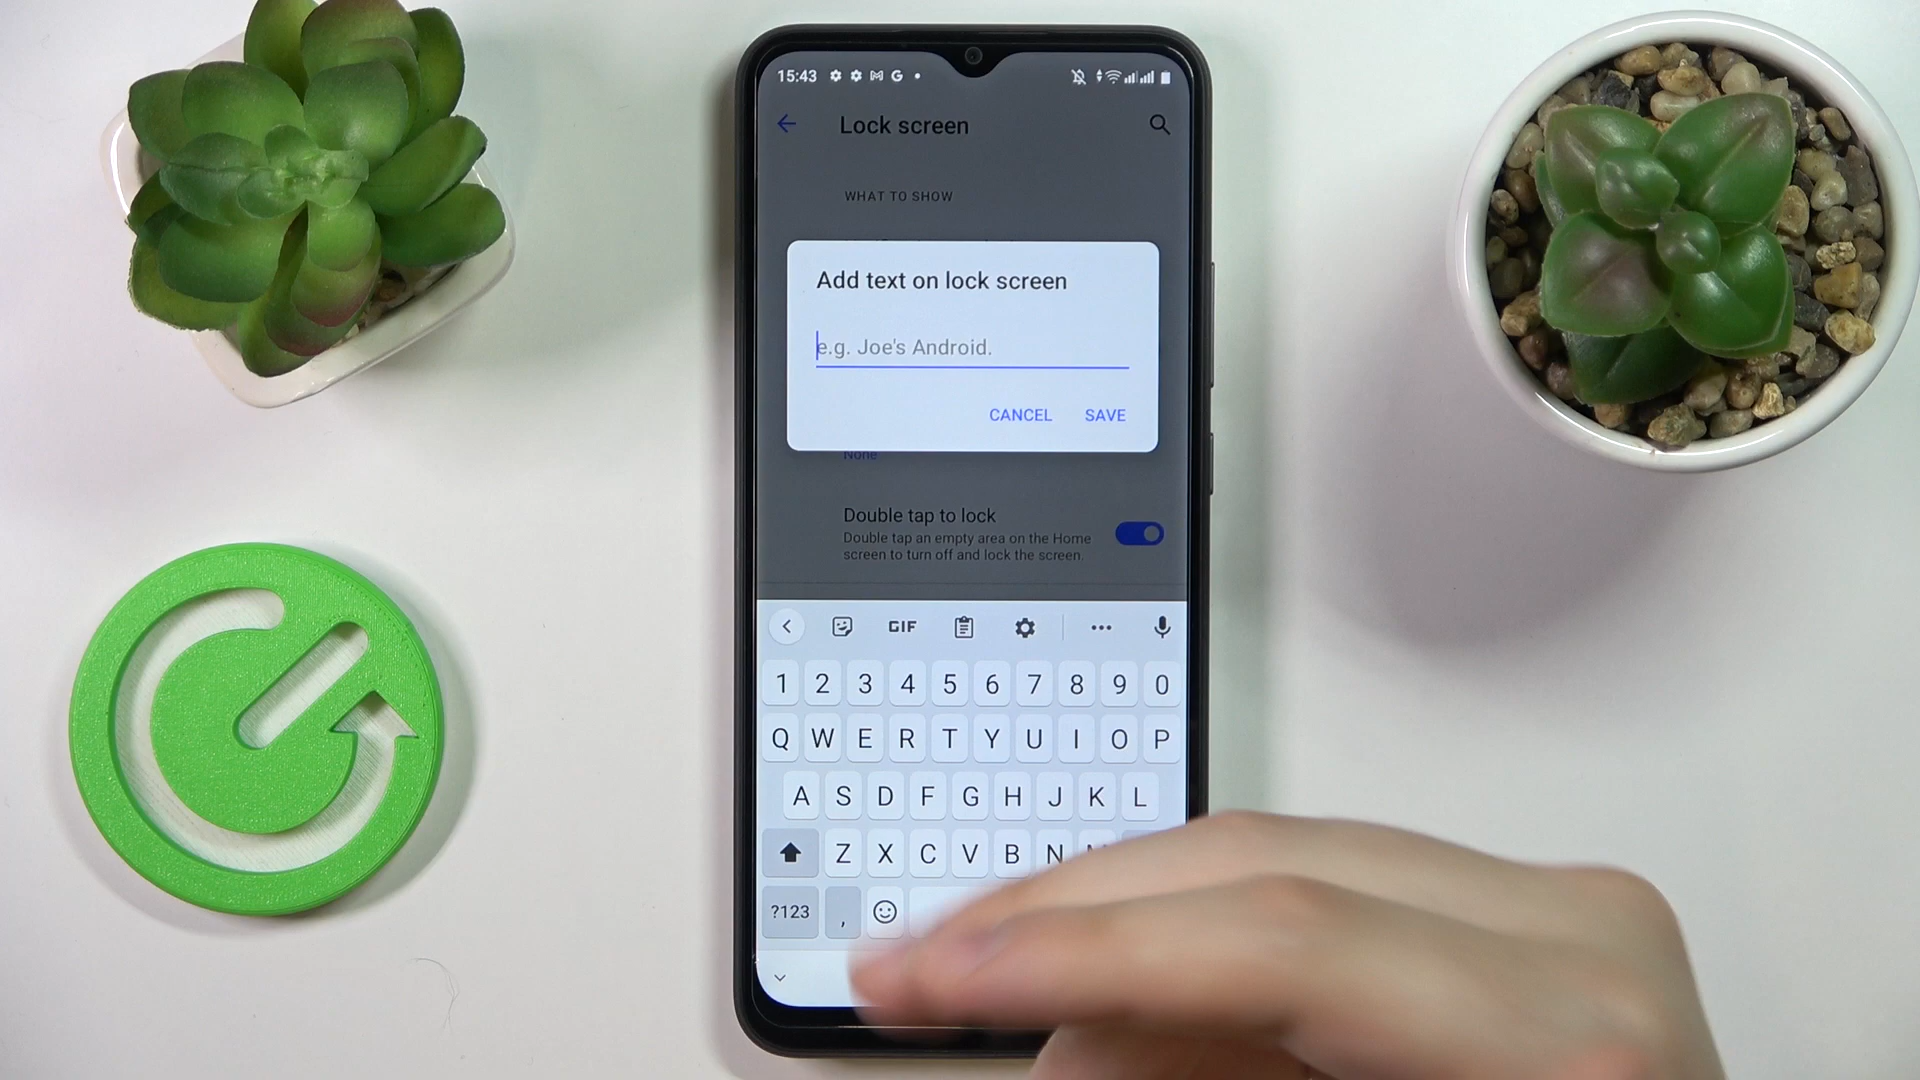 15:43
Lock screen
WHAT TO SHOW
Add text on lock screen
e.g. Joe's Android.
CANCEL SAVE
None
Double tap to lock
Double tap an empty area on the Home
screen to turn off and lock the screen.
GIF
1 2 3 4 5 6 7 8 9 0
Q W E R T Y U I O P
A S D F G H J K L
Z X C V B N
?123 ,